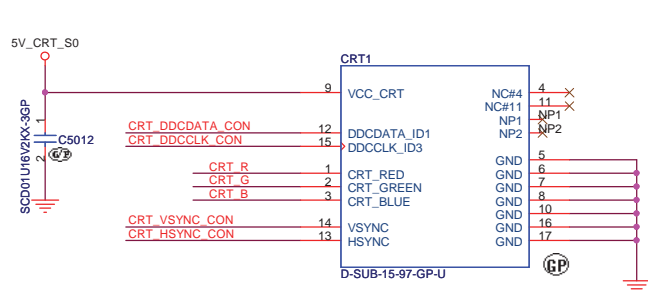 5V_CRT_S0
CRT1
9 VCC_CRT NC#4 4
NC#11 11
NP1 NP1
CRT_DDCDATA_CON 12 DDCDATA_ID1 NP2 NP2
CRT_DDCCLK_CON 15 DDCCLK_ID3
1
C5012
2
GP
SCD01U16V2KX-3GP
GND 5
CRT_R 1 CRT_RED GND 6
CRT_G 2 CRT_GREEN GND 7
CRT_B 3 CRT_BLUE GND 8
GND 10
CRT_VSYNC_CON 14 VSYNC GND 16
CRT_HSYNC_CON 13 HSYNC GND 17
GP
D-SUB-15-97-GP-U